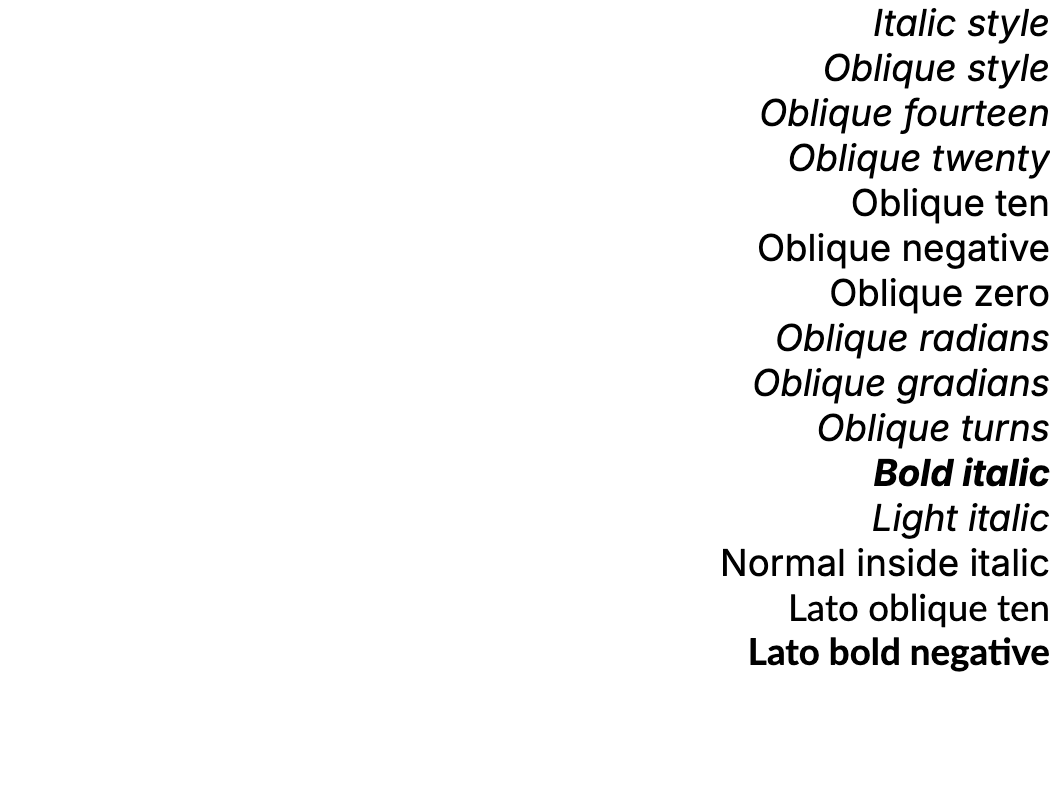 Italic style
Oblique style
Oblique fourteen
Oblique twenty
Oblique ten
Oblique negative
Oblique zero
Oblique radians
Oblique gradians
Oblique turns
Bold italic
Light italic
Normal inside italic
Lato oblique ten
Lato bold negative